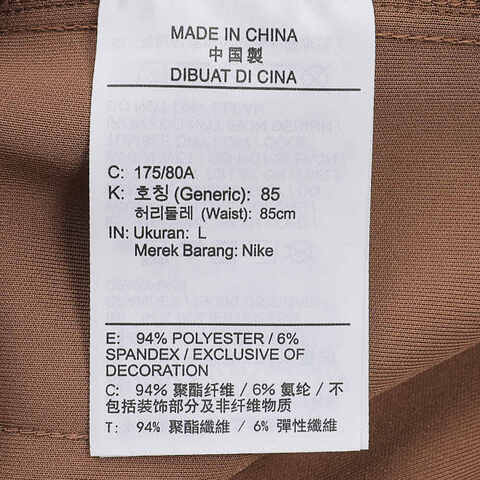 MADE IN CHINA
中国製
DIBUAT DI CINA
C: 175/80A
K: 호칭 (Generic): 85
허리둘레 (Waist): 85cm
IN: Ukuran: L
Merek Barang: Nike
E: 94% POLYESTER / 6%
SPANDEX / EXCLUSIVE OF
DECORATION
C: 94% 聚酯纤维 / 6% 氨纶 / 不
包括装饰部分及非纤维部分
T: 94% 聚酯纖維 / 6% 彈性纖維